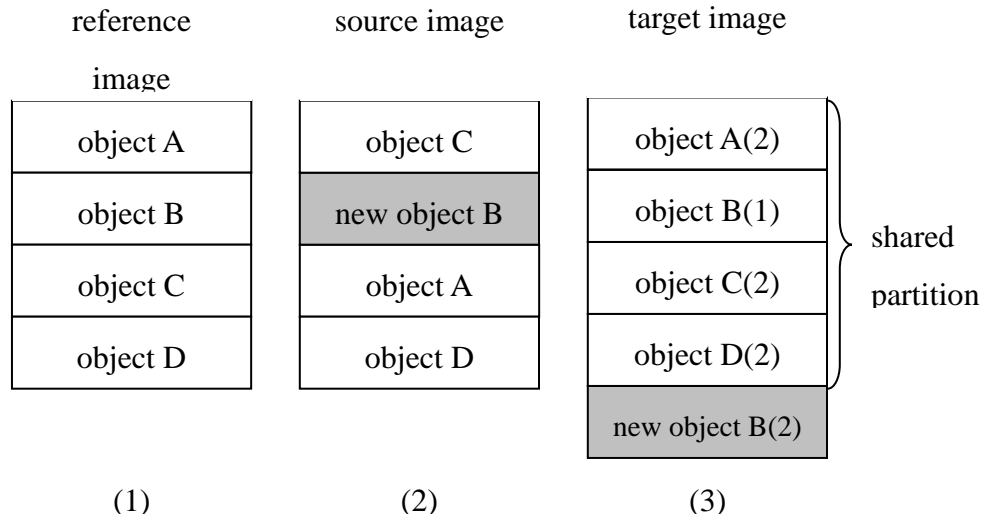 reference
image
source image
target image
object A
object B
object C
object D
object C
new object B
object A
object D
object A(2)
object B(1)
object C(2)
object D(2)
new object B(2)
shared
partition
(1)
(2)
(3)